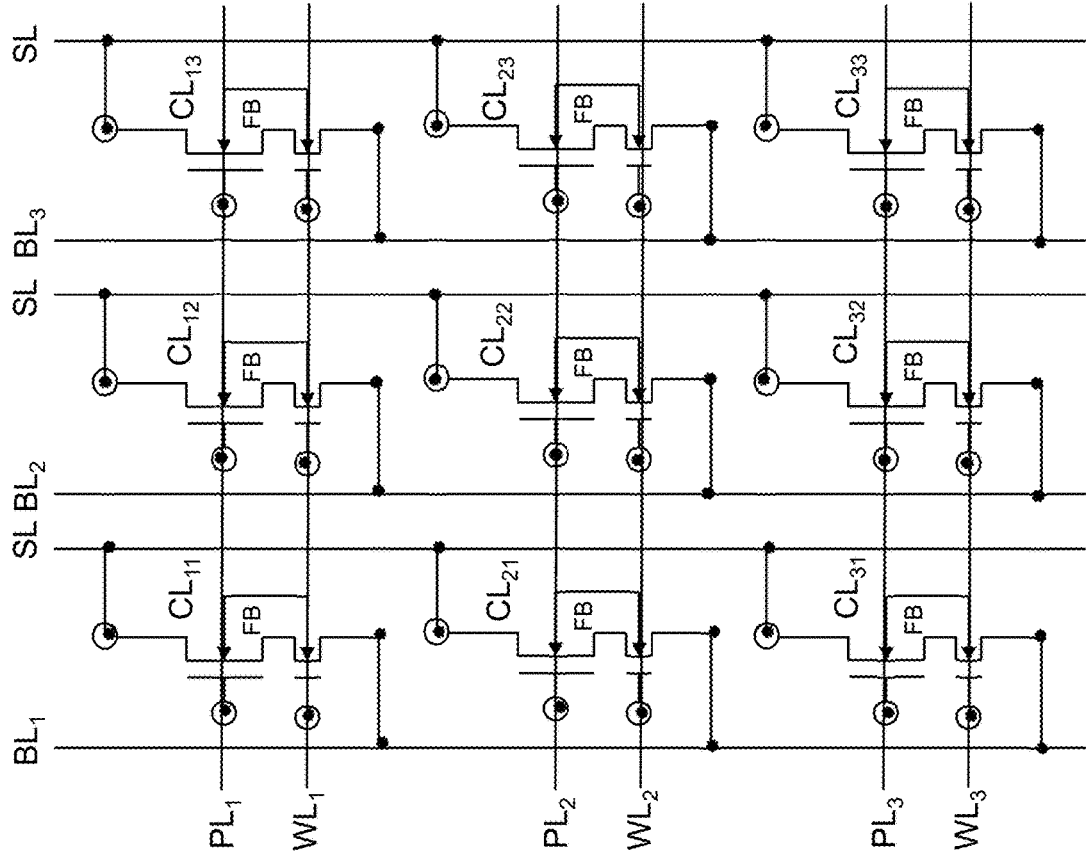 SL
CL₁₃
FB
CL₂₃
FB
CL₃₃
FB
BL₃
SL
CL₁₂
FB
CL₂₂
FB
CL₃₂
FB
BL₂
SL
CL₁₁
FB
CL₂₁
FB
CL₃₁
FB
BL₁
PL₁
WL₁
PL₂
WL₂
PL₃
WL₃